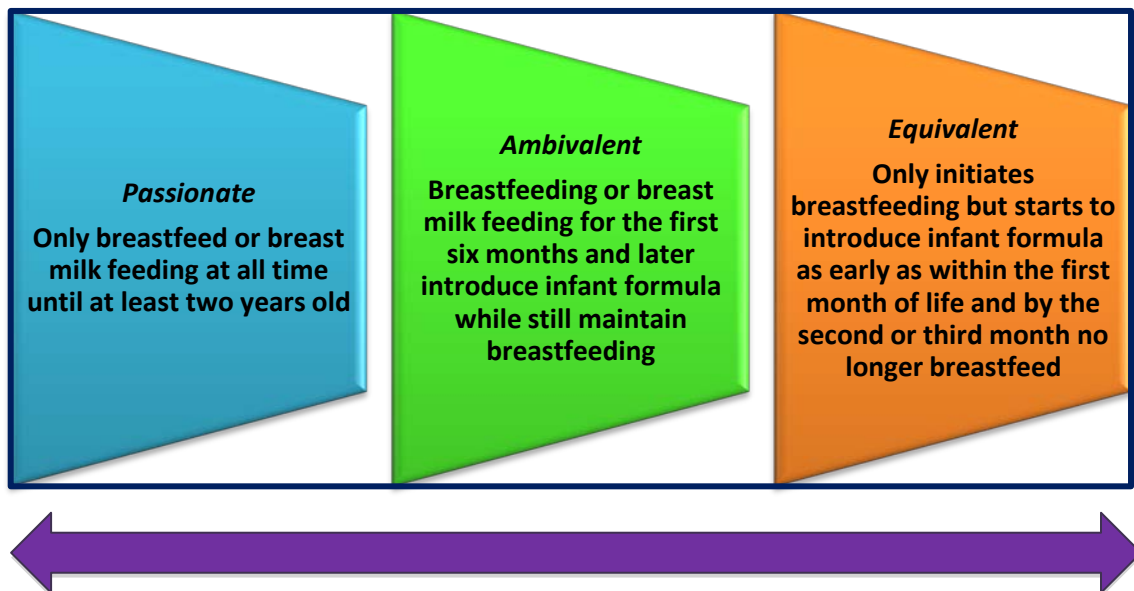 Passionate
Only breastfeed or breast
milk feeding at all time
until at least two years old
Ambivalent
Breastfeeding or breast
milk feeding for the first
six months and later
introduce infant formula
while still maintain
breastfeeding
Equivalent
Only initiates
breastfeeding but starts to
introduce infant formula
as early as within the first
month of life and by the
second or third month no
longer breastfeed